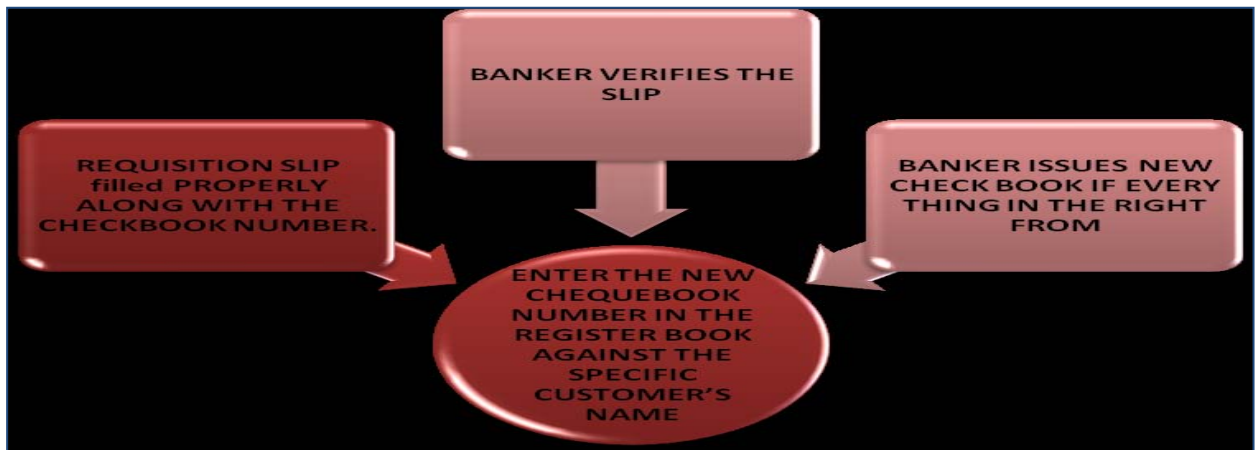 BANKER VERIFIES THE
SLIP
REQUISITION SLIP
filled PROPERLY
ALONG WITH THE
CHECKBOOK NUMBER.
BANKER ISSUES NEW
CHECK BOOK IF EVERY
THING IN THE RIGHT
FROM
ENTER THE NEW
CHEQUEBOOK
NUMBER IN THE
REGISTER BOOK
AGAINST THE
SPECIFIC
CUSTOMER'S
NAME